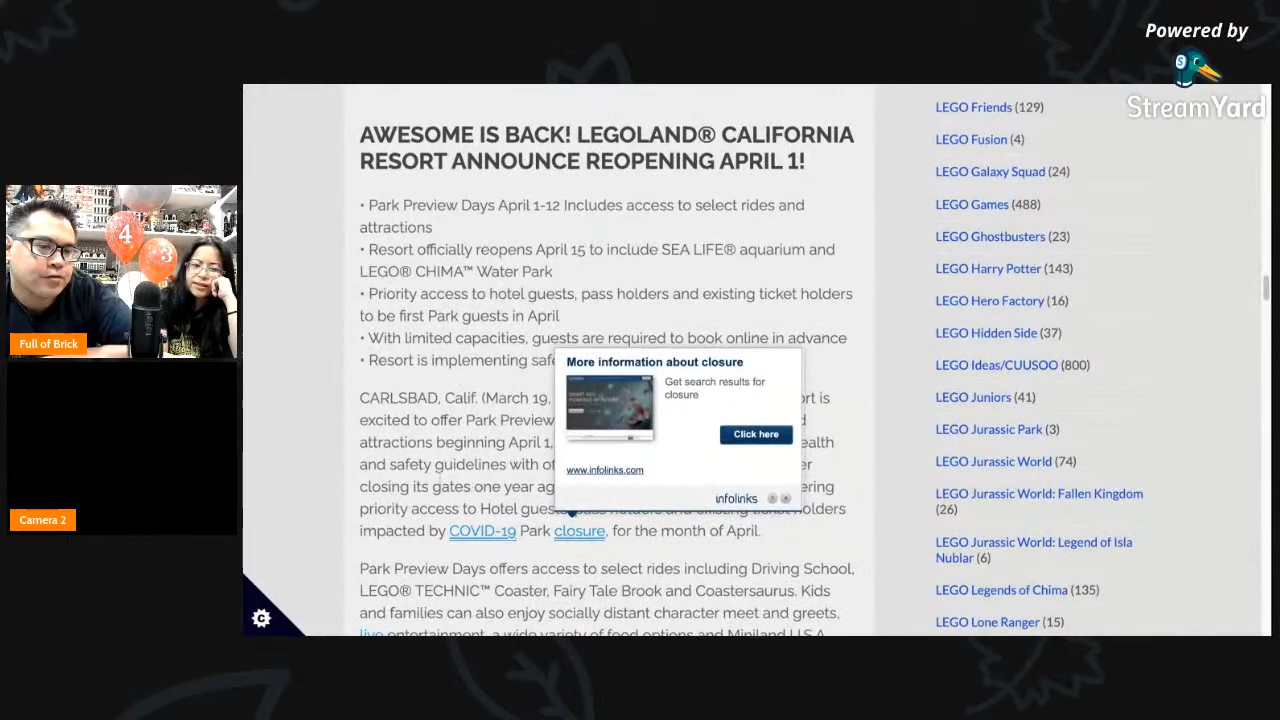 Powered by
StreamYard
AWESOME IS BACK! LEGOLAND® CALIFORNIA
RESORT ANNOUNCE REOPENING APRIL 1!
• Park Preview Days April 1-12 Includes access to select rides and
attractions
• Resort officially reopens April 15 to include SEA LIFE® aquarium and
LEGO® CHIMA™ Water Park
• Priority access to hotel guests, pass holders and existing ticket holders
to be first Park guests in April
• With limited capacities, guests are required to book online in advance
• Resort is implementing safe
CARLSBAD, Calif. (March 19, rt is
excited to offer Park Preview d
attractions beginning April 1, ealth
and safety guidelines with of er
closing its gates one year ag ering
priority access to Hotel guests, pass holders and existing ticket holders
impacted by COVID-19 Park closure, for the month of April.
Park Preview Days offers access to select rides including Driving School,
LEGO® TECHNIC™ Coaster, Fairy Tale Brook and Coastersaurus. Kids
and families can also enjoy socially distant character meet and greets,
live entertainment, a wide variety of food options and Miniland U.S.A.
More information about closure
Get search results for
closure
Click here
www.infolinks.com
infolinks
LEGO Friends (129)
LEGO Fusion (4)
LEGO Galaxy Squad (24)
LEGO Games (488)
LEGO Ghostbusters (23)
LEGO Harry Potter (143)
LEGO Hero Factory (16)
LEGO Hidden Side (37)
LEGO Ideas/CUUSOO (800)
LEGO Juniors (41)
LEGO Jurassic Park (3)
LEGO Jurassic World (74)
LEGO Jurassic World: Fallen Kingdom
(26)
LEGO Jurassic World: Legend of Isla
Nublar (6)
LEGO Legends of Chima (135)
LEGO Lone Ranger (15)
4
3
Full of Brick
Camera 2